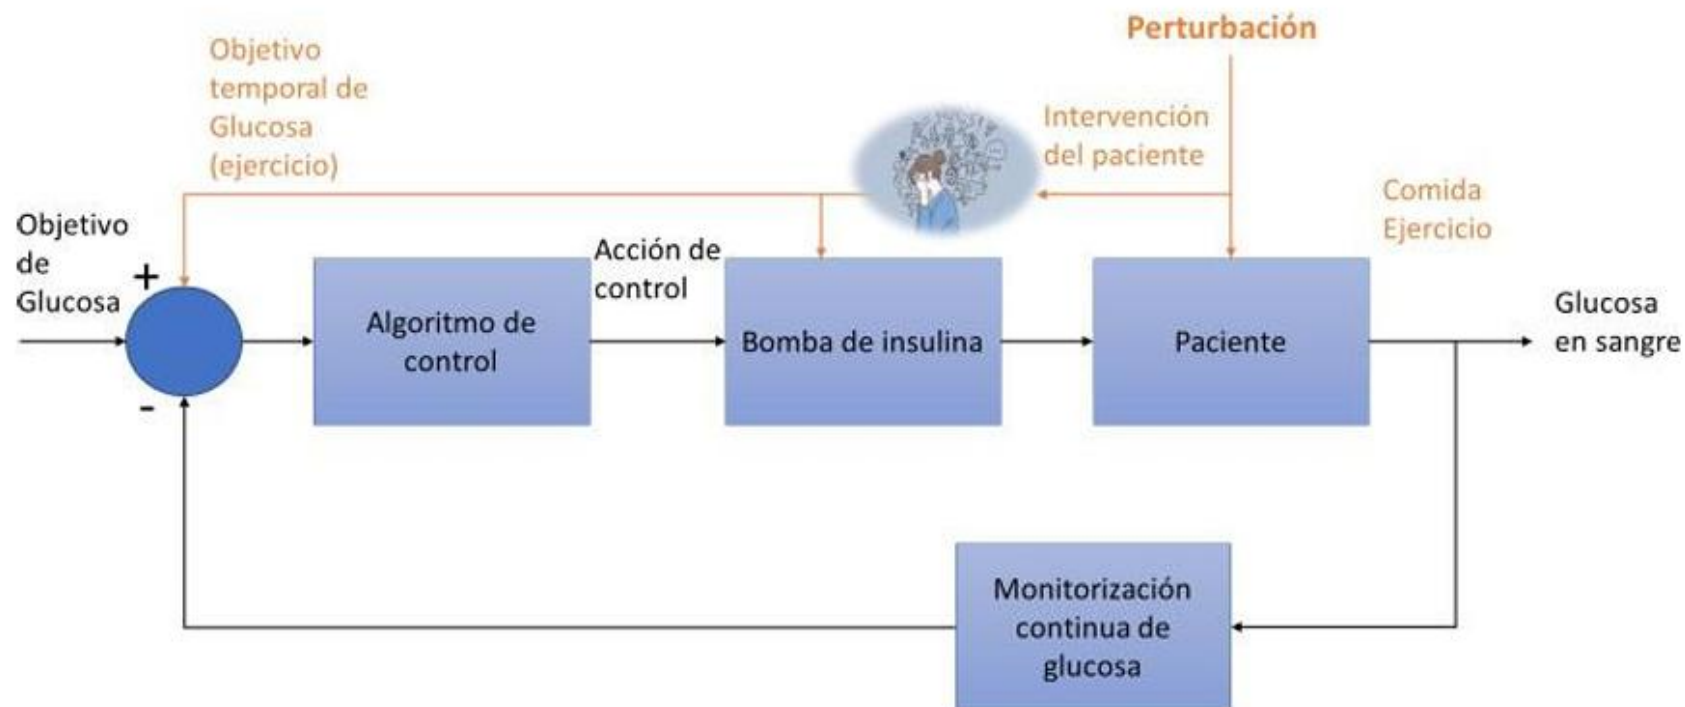 Perturbación
Objetivo
temporal de
Glucosa
(ejercicio)
Intervención
del paciente
Comida
Ejercicio
Objetivo
de
Glucosa
+
-
Algoritmo de
control
Acción de
control
Bomba de insulina
Paciente
Glucosa
en sangre
Monitorización
continua de
glucosa